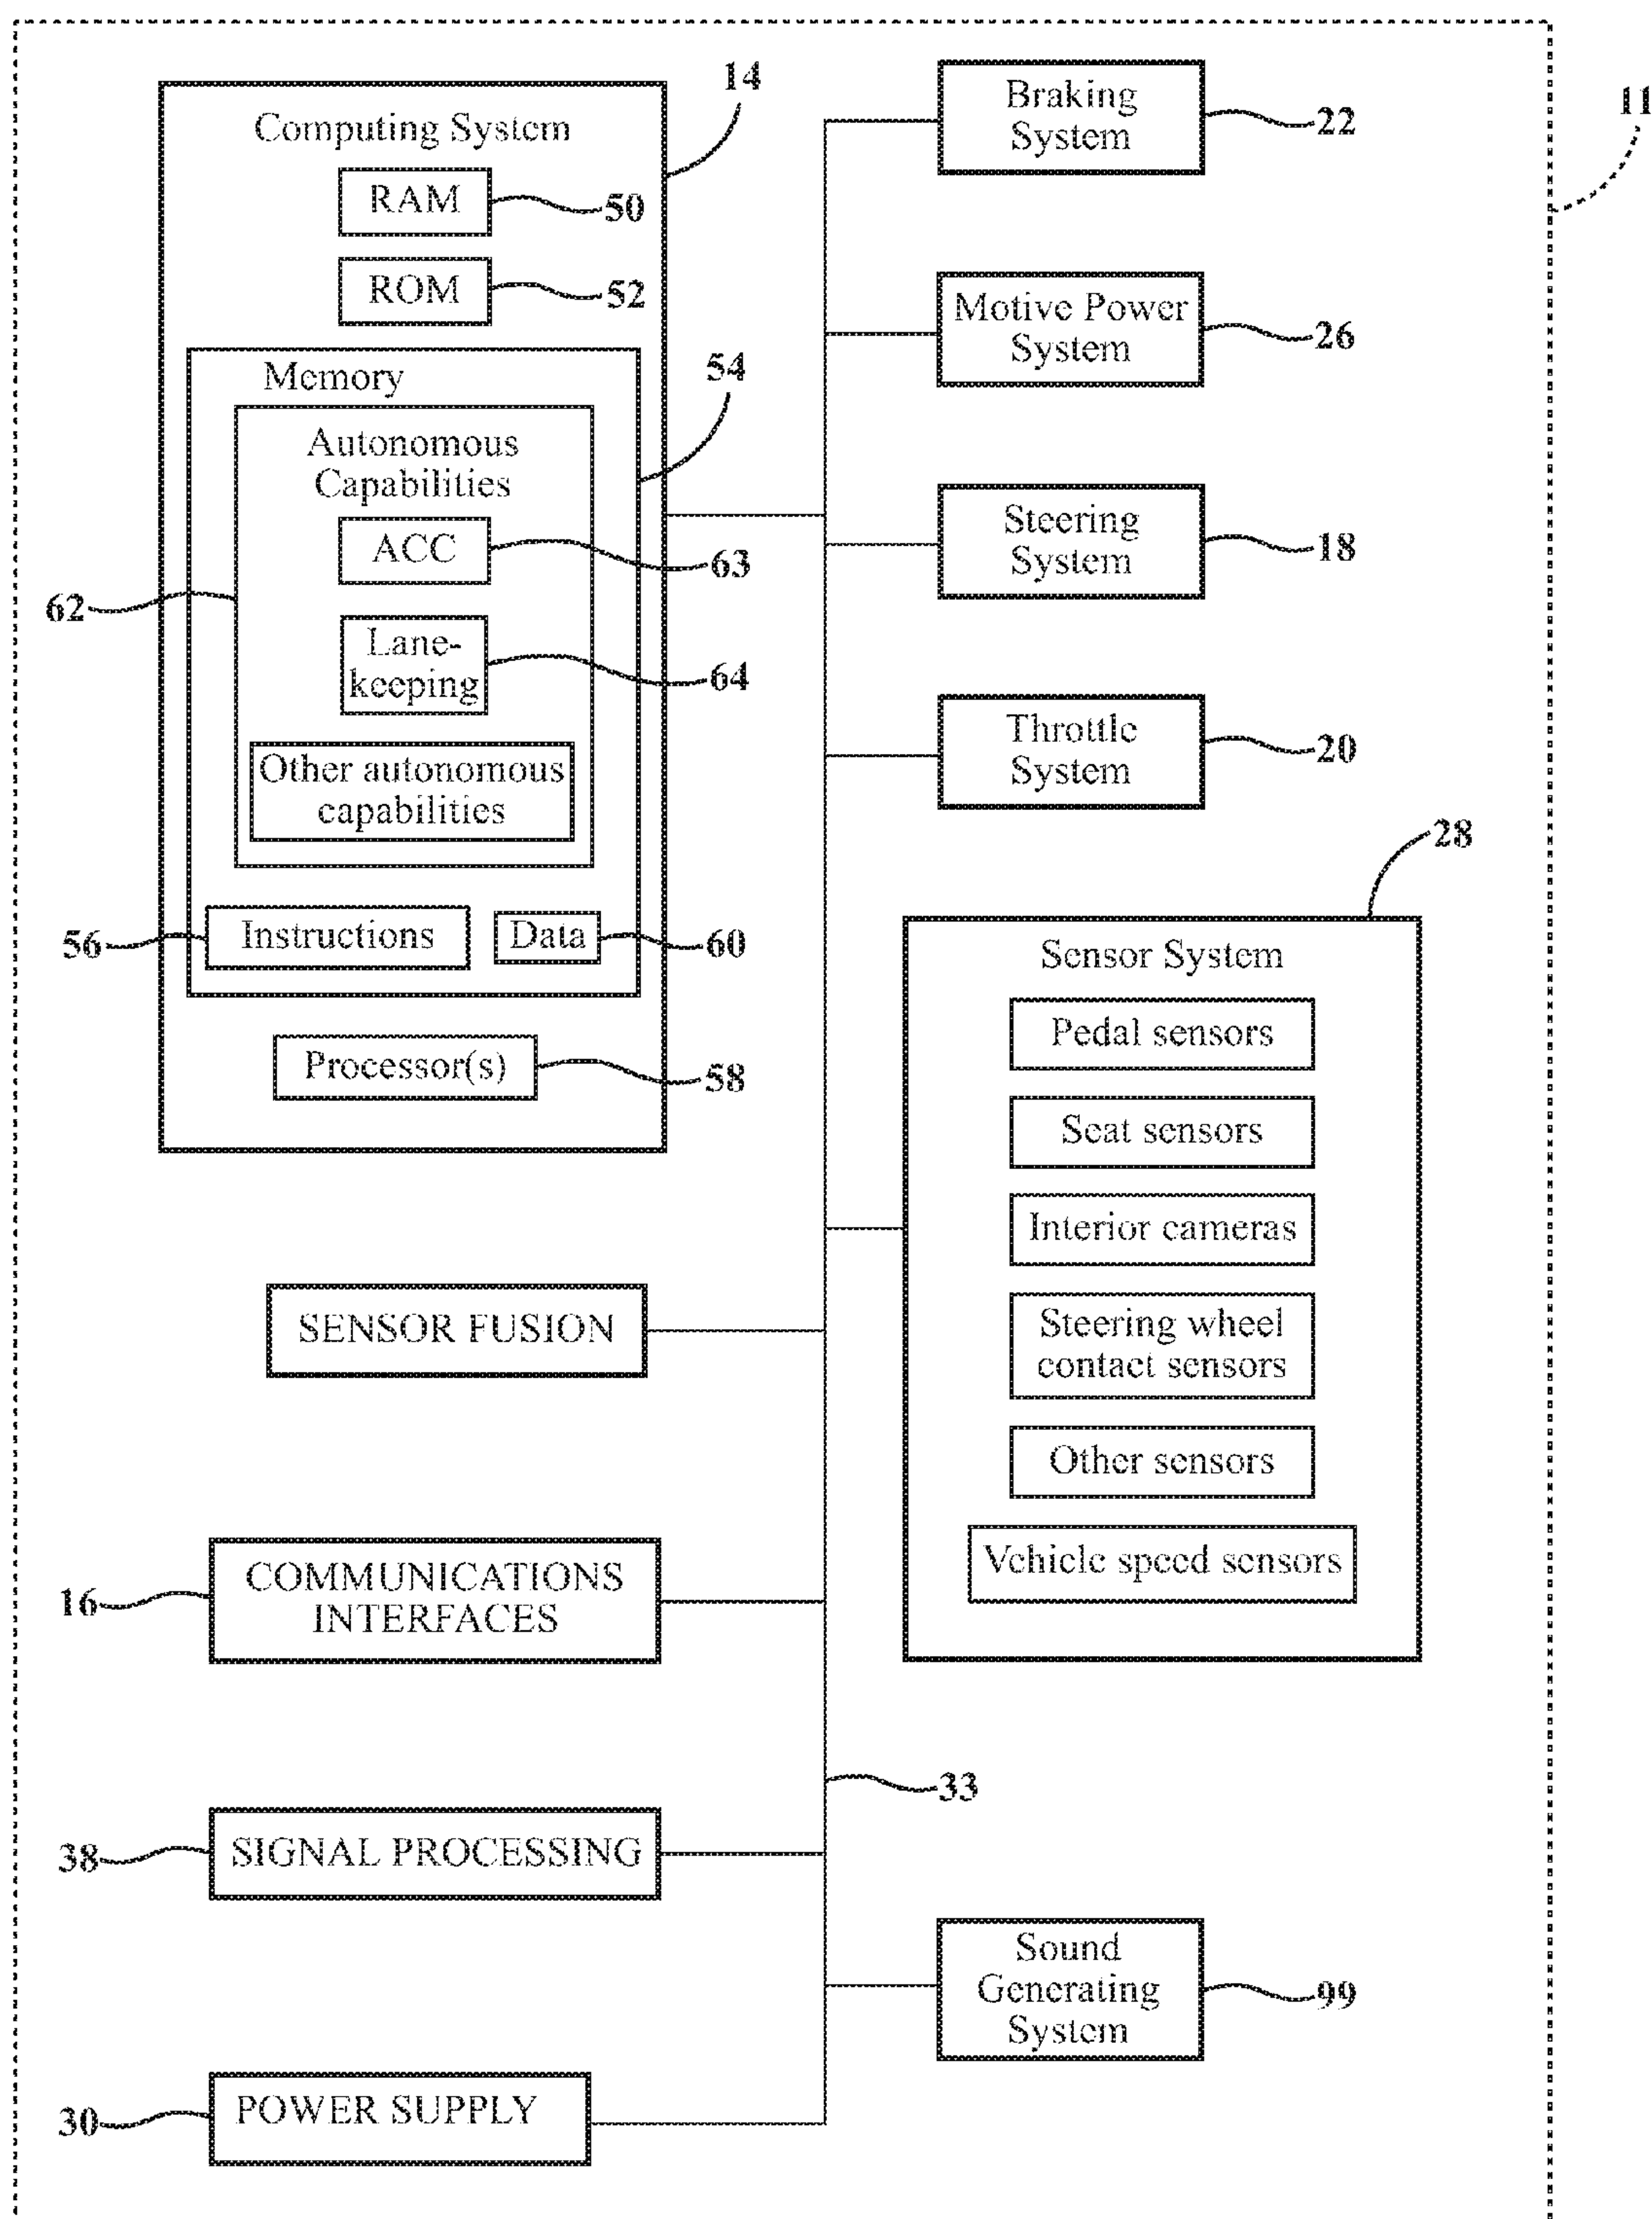 11
14
Computing System
RAM
50
ROM
52
Memory
54
Autonomous
Capabilities
ACC
63
62
Lane-
keeping
64
Other autonomous
capabilities
56
Instructions
Data
60
Processor(s)
58
SENSOR FUSION
16
COMMUNICATIONS
INTERFACES
38
SIGNAL PROCESSING
30
POWER SUPPLY
Braking
System
22
Motive Power
System
26
Steering
System
18
Throttle
System
20
28
Sensor System
Pedal sensors
Seat sensors
Interior cameras
Steering wheel
contact sensors
Other sensors
Vehicle speed sensors
33
Sound
Generating
System
99